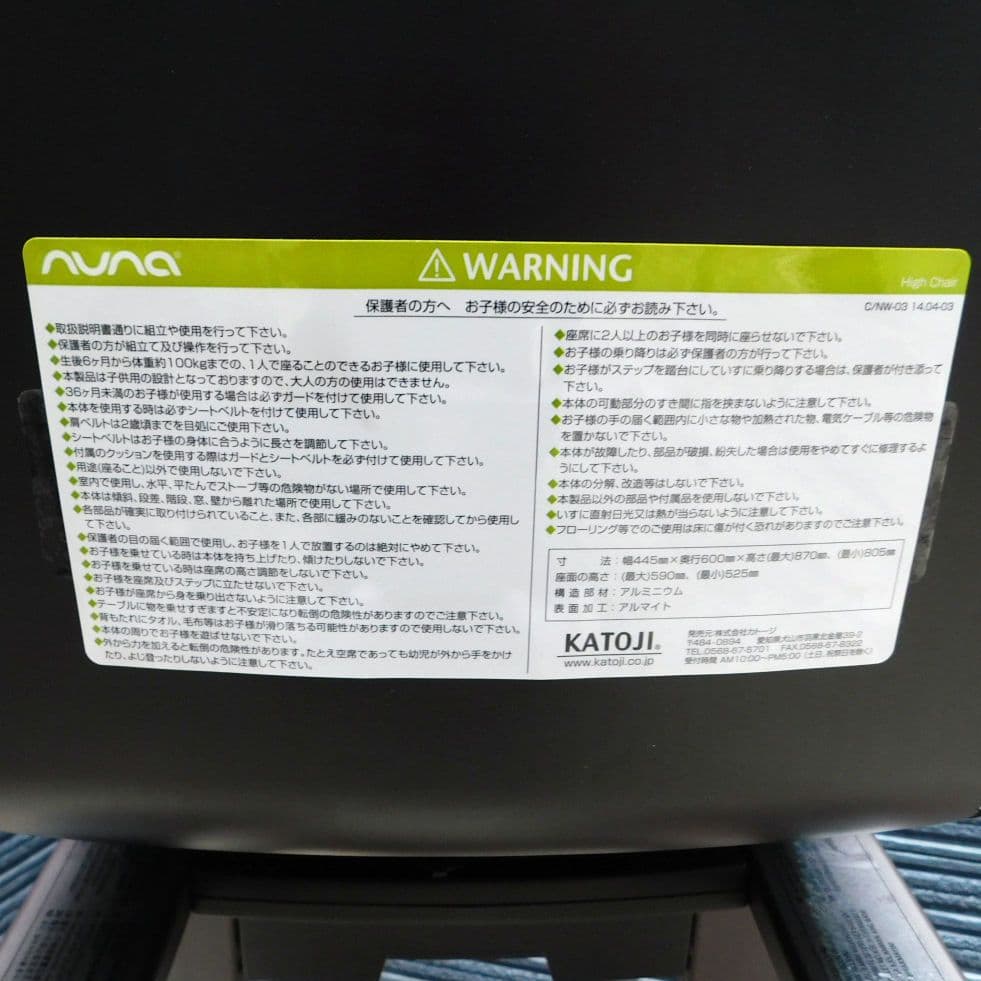 nuna
⚠ WARNING
High Chair
C/NW-03 14.04-03
保護者の方へ お子様の安全のために必ずお読み下さい。
◆取扱説明書通りに組立や使用を行って下さい。
◆保護者の方が組立て及び操作を行って下さい。
◆生後6ヶ月から体重約100kgまでの、1人で座ることのできるお子様に使用して下さい。
◆本製品は子供用の設計となっておりますので、大人の方の使用はできません。
◆36ヶ月未満のお子様が使用する場合は必ずガードを付けて使用して下さい。
◆本体を使用する時は必ずシートベルトを付けて使用して下さい。
◆肩ベルトは2歳頃までを目処にご使用下さい。
◆シートベルトはお子様の身体に合うように長さを調節して下さい。
◆付属のクッションを使用する際はガードとシートベルトを必ず付けて使用して下さい。
◆用途(座ること)以外で使用しないで下さい。
◆室内で使用し、水平、平たんでストーブ等の危険物がない場所で使用して下さい。
◆本体は傾斜、段差、階段、窓、壁から離れた場所で使用して下さい。
◆各部品が確実に取り付けられていること、また、各部に緩みのないことを確認してから使用し
て下さい。
◆保護者の目の届く範囲で使用し、お子様を1人で放置するのは絶対にやめて下さい。
◆お子様を乗せている時は本体を持ち上げたり、傾けたりしないで下さい。
◆お子様を乗せている時は座席の高さ調節をしないで下さい。
◆お子様を座席及びステップに立たせないで下さい。
◆お子様が座席から身を乗り出さないように注意して下さい。
◆テーブルに物を乗せすぎますと不安定になり転倒の危険性がありますのでご注意下さい。
◆背もたれにタオル、毛布等はお子様が滑り落ちる可能性がありますので使用しないで下さい。
◆本体の周りでお子様を遊ばせないで下さい。
◆外から力を加えると転倒の危険性があります。たとえ空席であっても幼児が外から手をかけ
たり、よじ登ったりしないように注意して下さい。
◆座席に2人以上のお子様を同時に座らせないで下さい。
◆お子様の乗り降りは必ず保護者の方が行って下さい。
◆お子様がステップを踏台にしていすに乗り降りする場合は、保護者が付き添って
下さい。
◆本体の可動部分のすき間に指を挟まないように注意して下さい。
◆お子様の手の届く範囲内に小さな物や加熱された物、電気ケーブル等の危険物
を置かないで下さい。
◆本体が故障したり、部品が破損、紛失した場合は使用をやめてすぐに修理するよ
うにして下さい。
◆本体の分解、改造等はしないで下さい。
◆本製品以外の部品や付属品を使用しないで下さい。
◆いすに直射日光又は熱が当らないように注意して下さい。
◆フローリング等でのご使用は床に傷が付く恐れがありますのでご注意下さい。
寸 法：幅445㎜×奥行600㎜×高さ(最大)870㎜、(最小)805㎜
座面の高さ：(最大)590㎜、(最小)525㎜
構造部材：アルミニウム
表面加工：アルマイト
KATOJI®
www.katoji.co.jp
発売元：株式会社カトージ
〒484-0894 愛知県犬山市羽黒北金屋39-2
TEL.0568-67-5701 FAX.0568-67-8322
受付時間 AM10:00〜PM5:00 (土、日、祝祭日を除く)